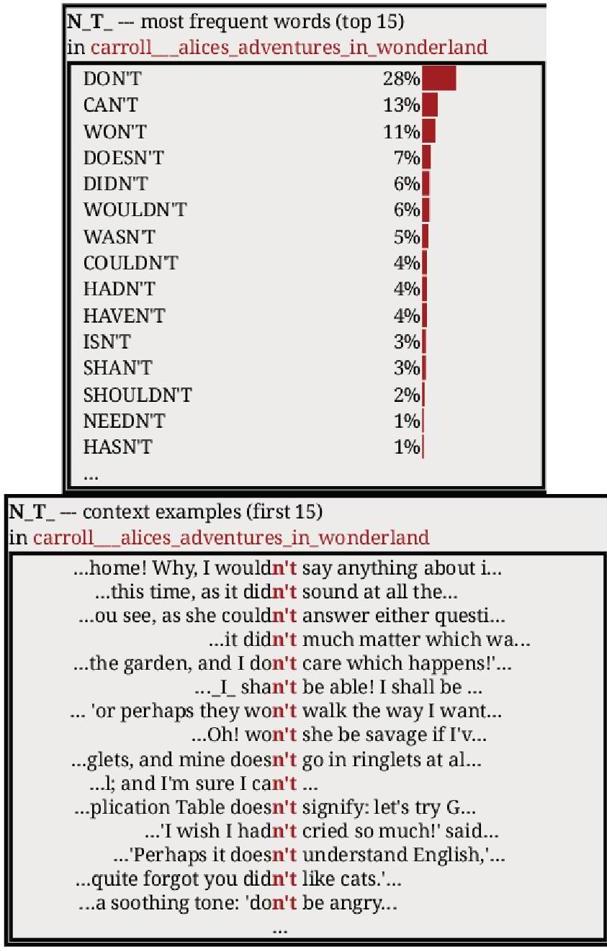 N_T_ --- most frequent words (top 15)
in carroll___alices_adventures_in_wonderland
DON'T 28%
CAN'T 13%
WON'T 11%
DOESN'T 7%
DIDN'T 6%
WOULDN'T 6%
WASN'T 5%
COULDN'T 4%
HADN'T 4%
HAVEN'T 4%
ISN'T 3%
SHAN'T 3%
SHOULDN'T 2%
NEEDN'T 1%
HASN'T 1%
...
N_T_ --- context examples (first 15)
in carroll___alices_adventures_in_wonderland
...home! Why, I wouldn't say anything about i...
...this time, as it didn't sound at all the...
...ou see, as she couldn't answer either questi...
...it didn't much matter which wa...
...the garden, and I don't care which happens!'...
..._I_ shan't be able! I shall be ...
... 'or perhaps they won't walk the way I want...
...Oh! won't she be savage if I'v...
...glets, and mine doesn't go in ringlets at al...
...l; and I'm sure I can't ...
...plication Table doesn't signify: let's try G...
...'I wish I hadn't cried so much!' said...
...'Perhaps it doesn't understand English,'...
...quite forgot you didn't like cats.'...
...a soothing tone: 'don't be angry...
...